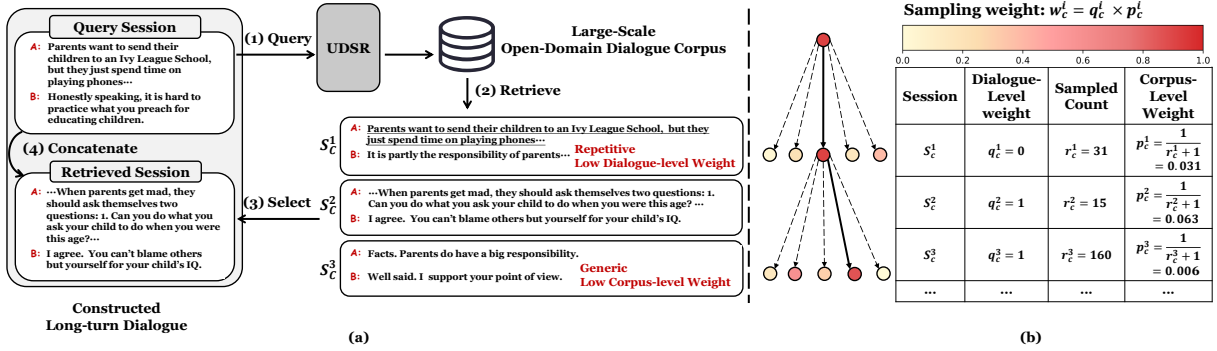 Query Session
A: Parents want to send their
children to an Ivy League School,
but they just spend time on
playing phones⋯
B: Honestly speaking, it is hard to
practice what you preach for
educating children.
(4) Concatenate
Retrieved Session
A: ⋯When parents get mad, they
should ask themselves two
questions: 1. Can you do what you
ask your child to do when you were
this age?⋯
B: I agree. You can't blame others
but yourself for your child's IQ.
Constructed
Long-turn Dialogue
(1) Query
UDSR
Large-Scale
Open-Domain Dialogue Corpus
(2) Retrieve
(3) Select
S_c^1
A: Parents want to send their children to an Ivy League School, but they
just spend time on playing phones⋯
B: It is partly the responsibility of parents⋯
Repetitive
Low Dialogue-level Weight
S_c^2
A: ⋯When parents get mad, they should ask themselves two questions: 1.
Can you do what you ask your child to do when you were this age? ⋯
B: I agree. You can't blame others but yourself for your child's IQ.
S_c^3
A: Facts. Parents do have a big responsibility.
B: Well said. I support your point of view.
Generic
Low Corpus-level Weight
(a)
Sampling weight: w_c^i = q_c^i × p_c^i
0.0 0.2 0.4 0.6 0.8 1.0
Session Dialogue-Level weight Sampled Count Corpus-Level Weight
S_c^1 q_c^1 = 0 r_c^1 = 31 p_c^1 = 1/(r_c^1 + 1) = 0.031
S_c^2 q_c^2 = 1 r_c^2 = 15 p_c^2 = 1/(r_c^2 + 1) = 0.063
S_c^3 q_c^3 = 1 r_c^3 = 160 p_c^3 = 1/(r_c^3 + 1) = 0.006
... ... ... ...
(b)